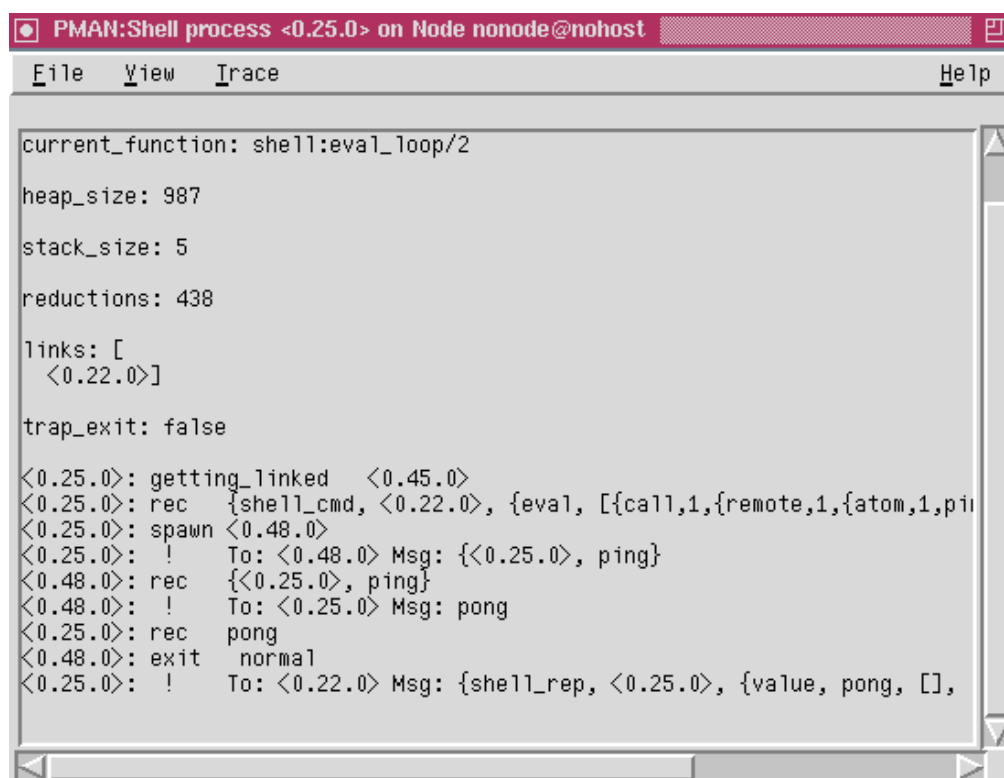 PMAN:Shell process <0.25.0> on Node nonode@nohost
File View Trace Help
current_function: shell:eval_loop/2
heap_size: 987
stack_size: 5
reductions: 438
links: [
<0.22.0>]
trap_exit: false
<0.25.0>: getting_linked <0.45.0>
<0.25.0>: rec {shell_cmd, <0.22.0>, {eval, [{call,1,{remote,1,{atom,1,pin
<0.25.0>: spawn <0.48.0>
<0.25.0>: ! To: <0.48.0> Msg: {<0.25.0>, ping}
<0.48.0>: rec {<0.25.0>, ping}
<0.48.0>: ! To: <0.25.0> Msg: pong
<0.25.0>: rec pong
<0.48.0>: exit normal
<0.25.0>: ! To: <0.22.0> Msg: {shell_rep, <0.25.0>, {value, pong, [],